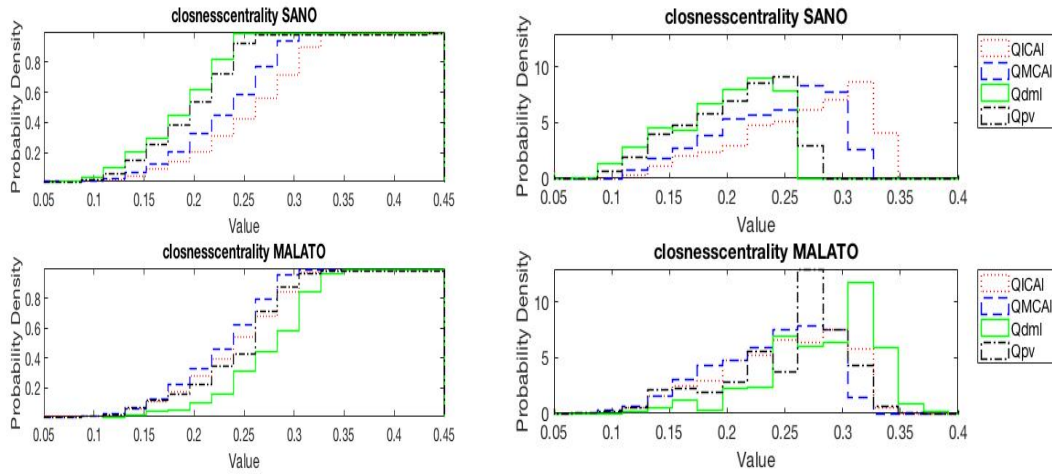 closnesscentrality SANO
Probability Density
0.8
0.6
0.4
0.2
0.05 0.1 0.15 0.2 0.25 0.3 0.35 0.4 0.45
Value
closnesscentrality SANO
Probability Density
10
5
0
0.05 0.1 0.15 0.2 0.25 0.3 0.35 0.4
Value
QICAI
QMCAI
Qdml
Qpv
closnesscentrality MALATO
Probability Density
0.8
0.6
0.4
0.2
0.05 0.1 0.15 0.2 0.25 0.3 0.35 0.4 0.45
Value
closnesscentrality MALATO
Probability Density
10
5
0
0.05 0.1 0.15 0.2 0.25 0.3 0.35 0.4
Value
QICAI
QMCAI
Qdml
Qpv